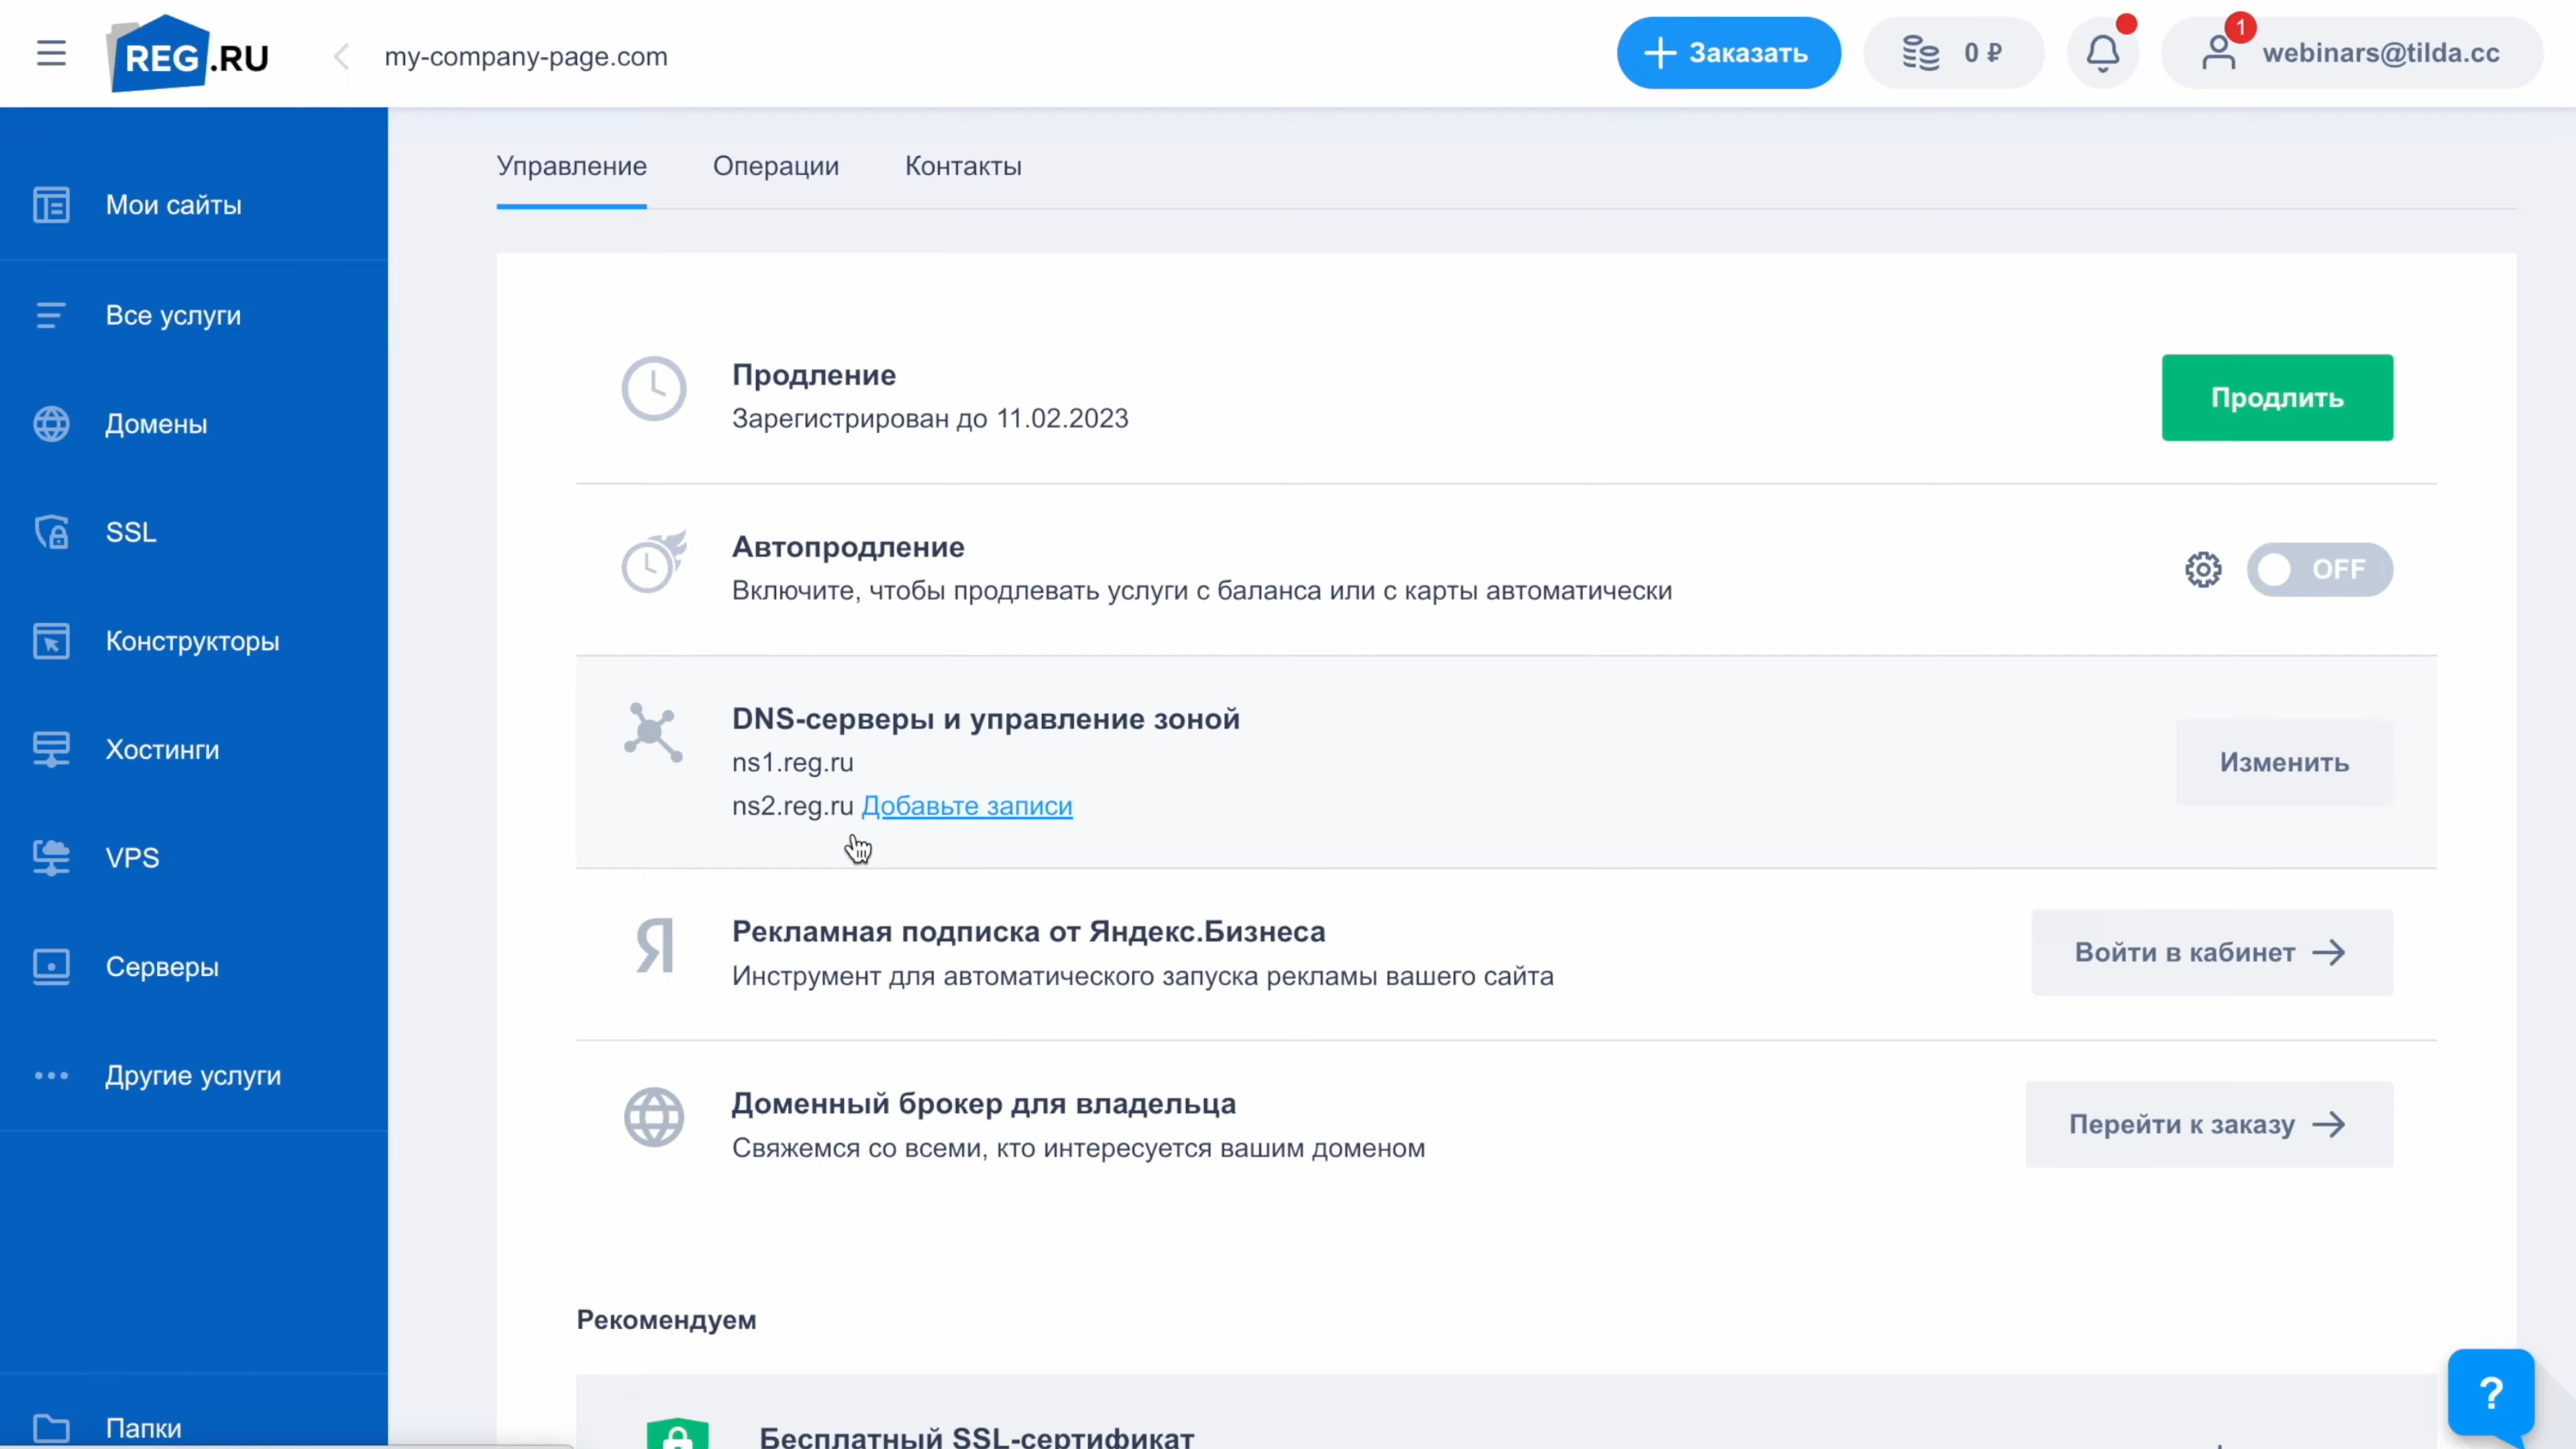 REG.RU
my-company-page.com
Заказать
0 ₽
1
webinars@tilda.cc
Мои сайты
Все услуги
Домены
SSL
Конструкторы
Хостинги
VPS
Серверы
Другие услуги
Папки
Управление
Операции
Контакты
Продление
Зарегистрирован до 11.02.2023
Продлить
Автопродление
Включите, чтобы продлевать услуги с баланса или с карты автоматически
OFF
DNS-серверы и управление зоной
ns1.reg.ru
ns2.reg.ru Добавьте записи
Изменить
Я
Рекламная подписка от Яндекс.Бизнеса
Инструмент для автоматического запуска рекламы вашего сайта
Войти в кабинет →
Доменный брокер для владельца
Свяжемся со всеми, кто интересуется вашим доменом
Перейти к заказу →
Рекомендуем
Бесплатный SSL-сертификат
?